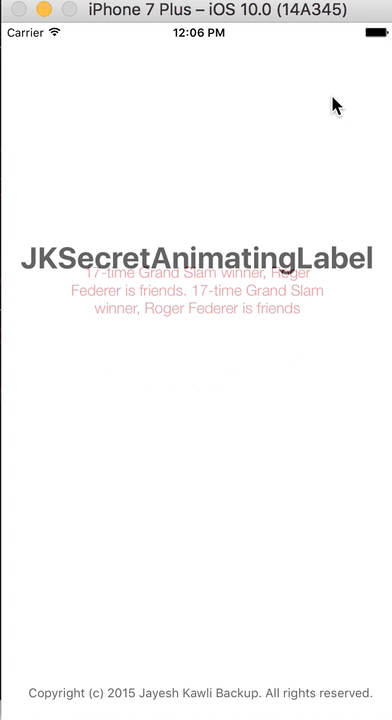 iPhone 7 Plus – iOS 10.0 (14A345)
Carrier 12:06 PM
JKSecretAnimatingLabel
17-time Grand Slam winner, Roger
Federer is friends. 17-time Grand Slam
winner, Roger Federer is friends
Copyright (c) 2015 Jayesh Kawli Backup. All rights reserved.